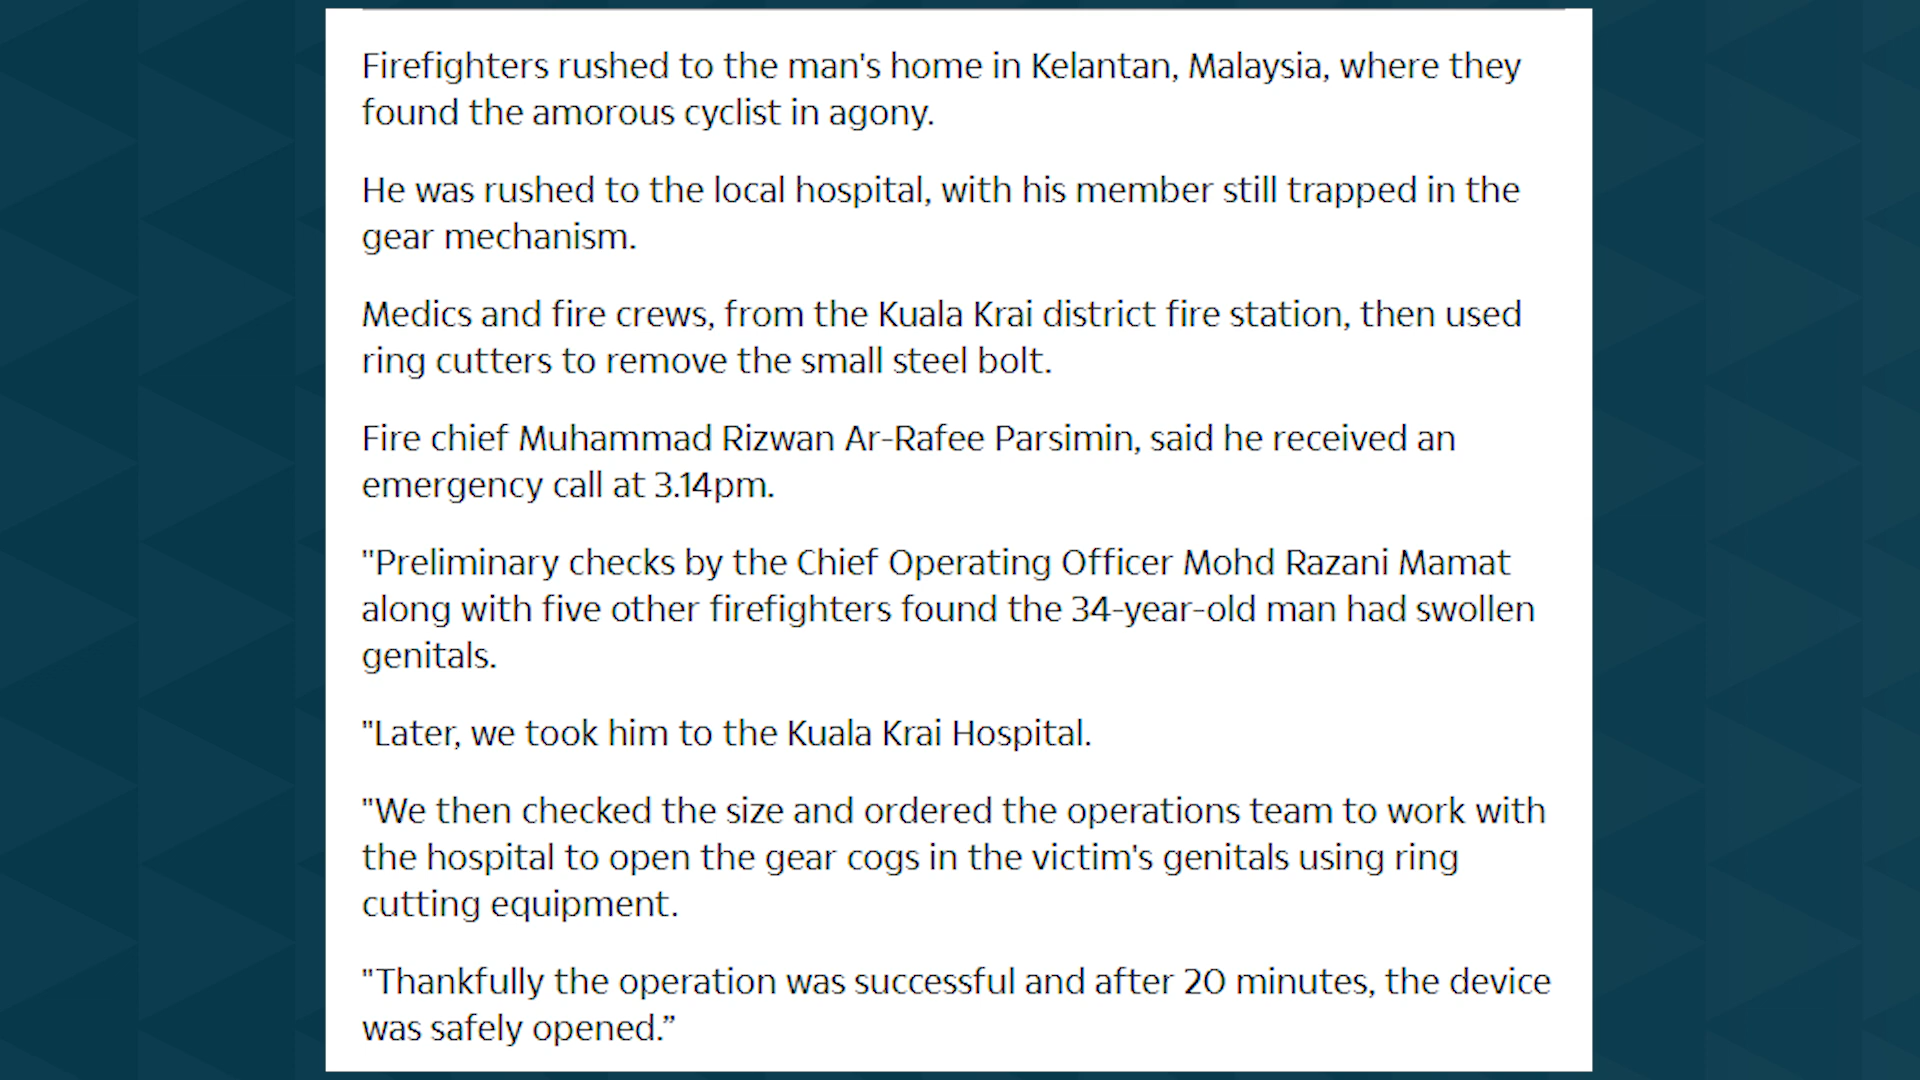 Firefighters rushed to the man's home in Kelantan, Malaysia, where they
found the amorous cyclist in agony.
He was rushed to the local hospital, with his member still trapped in the
gear mechanism.
Medics and fire crews, from the Kuala Krai district fire station, then used
ring cutters to remove the small steel bolt.
Fire chief Muhammad Rizwan Ar-Rafee Parsimin, said he received an
emergency call at 3.14pm.
"Preliminary checks by the Chief Operating Officer Mohd Razani Mamat
along with five other firefighters found the 34-year-old man had swollen
genitals.
"Later, we took him to the Kuala Krai Hospital.
"We then checked the size and ordered the operations team to work with
the hospital to open the gear cogs in the victim's genitals using ring
cutting equipment.
"Thankfully the operation was successful and after 20 minutes, the device
was safely opened.”